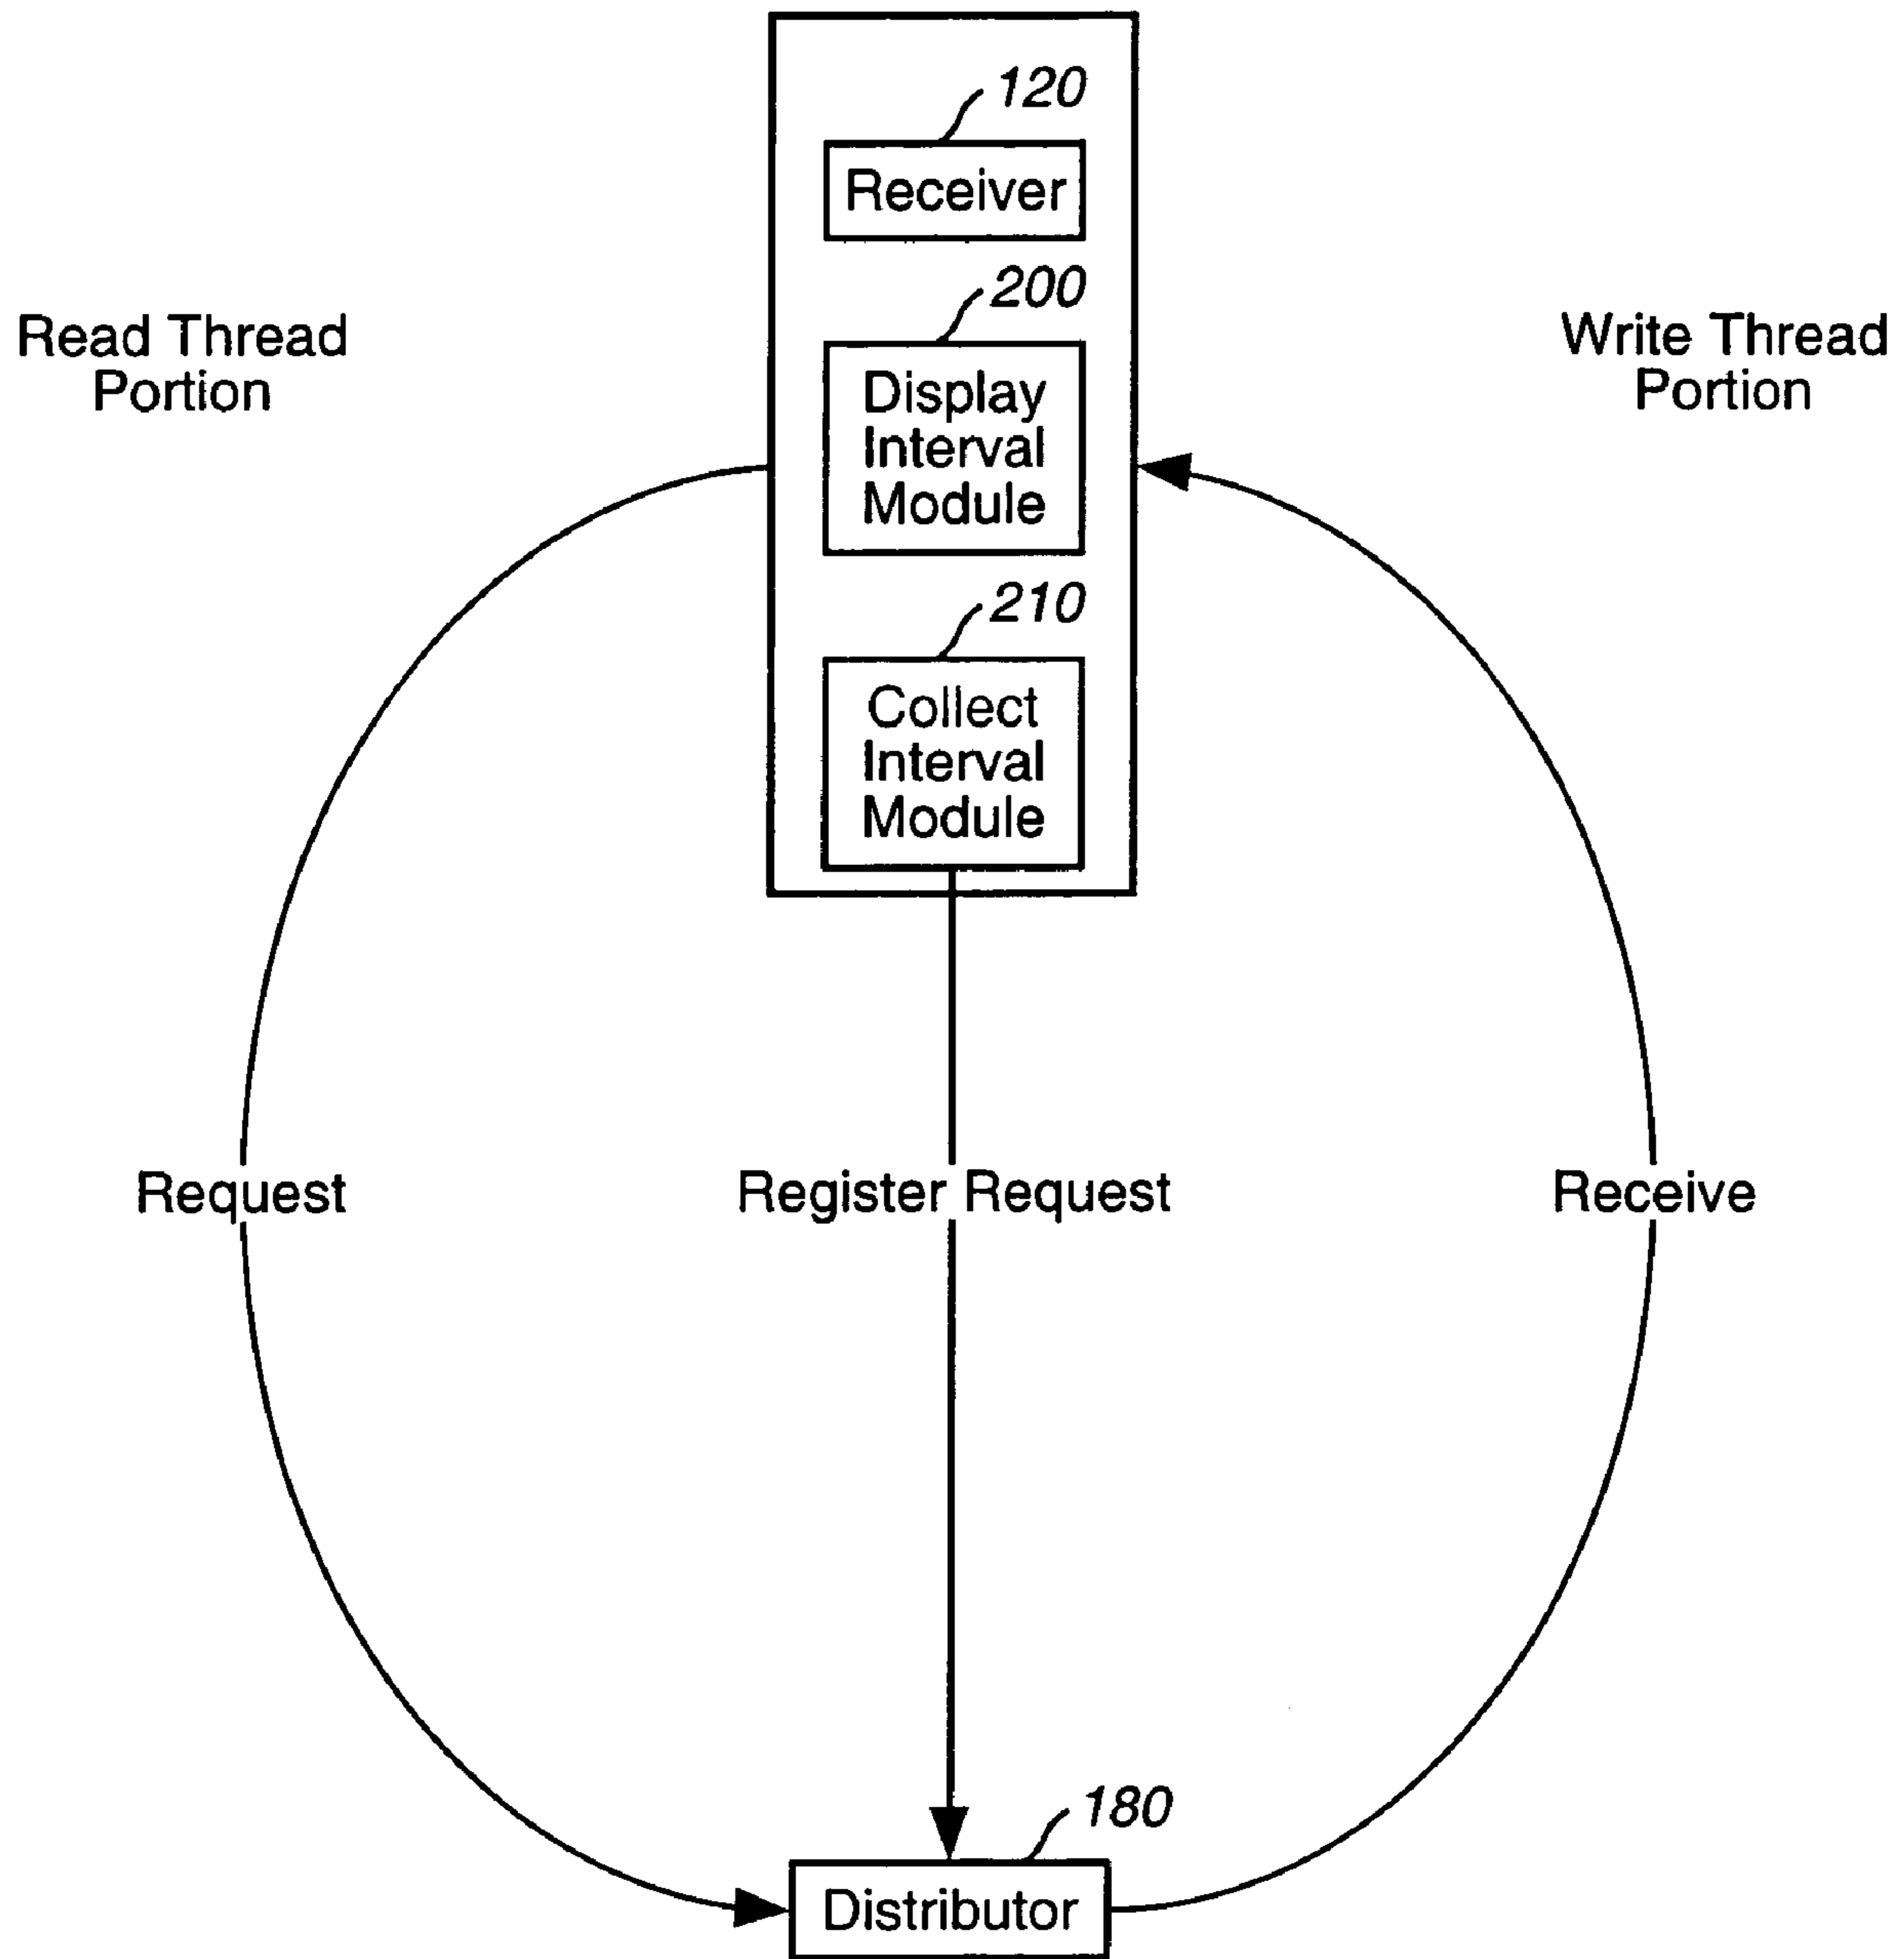 120
Receiver
200
Read Thread
Portion
Write Thread
Portion
Display
Interval
Module
210
Collect
Interval
Module
Request
Register Request
Receive
180
Distributor